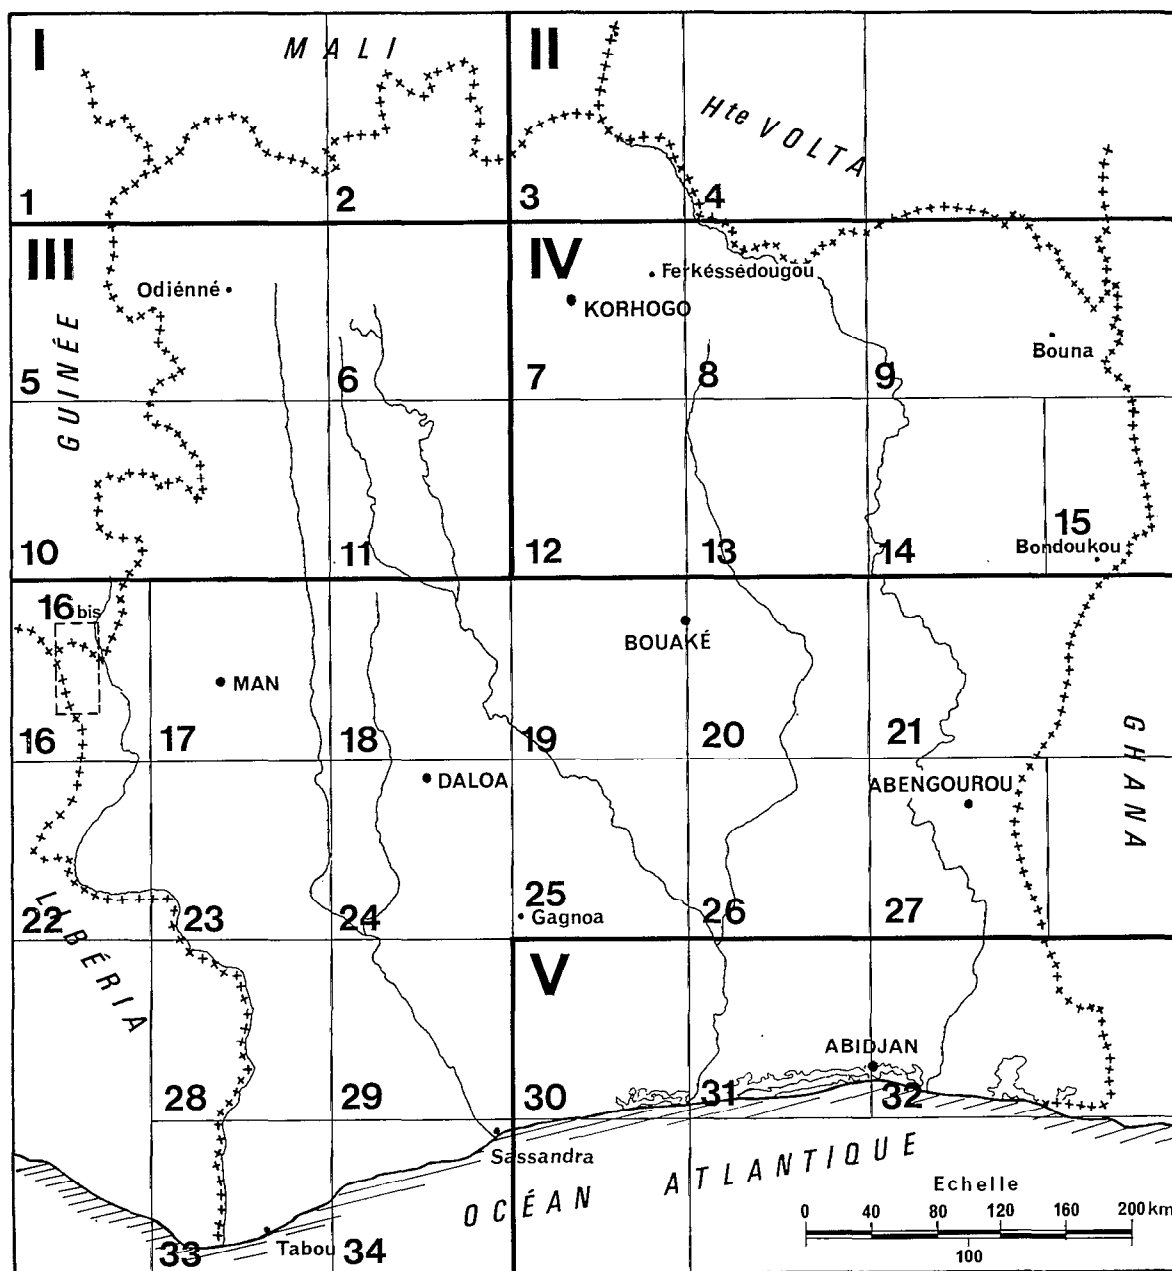 I
MALI
II
Hte VOLTA
1
2
3
4
III
IV
Odiénné
Ferkéssédougou
KORHOGO
GUINÉE
Bouna
5
6
7
8
9
10
11
12
13
14
15
Bondoukou
16 bis
BOUAKÉ
MAN
GHANA
16
17
18
19
20
21
DALOA
ABENGOUROU
LIBÉRIA
22
23
24
25
Gagnoa
26
27
V
ABIDJAN
28
29
30
31
32
Sassandra
OCÉAN ATLANTIQUE
Echelle
0 40 80 120 160 200 km
100
33
Tabou
34